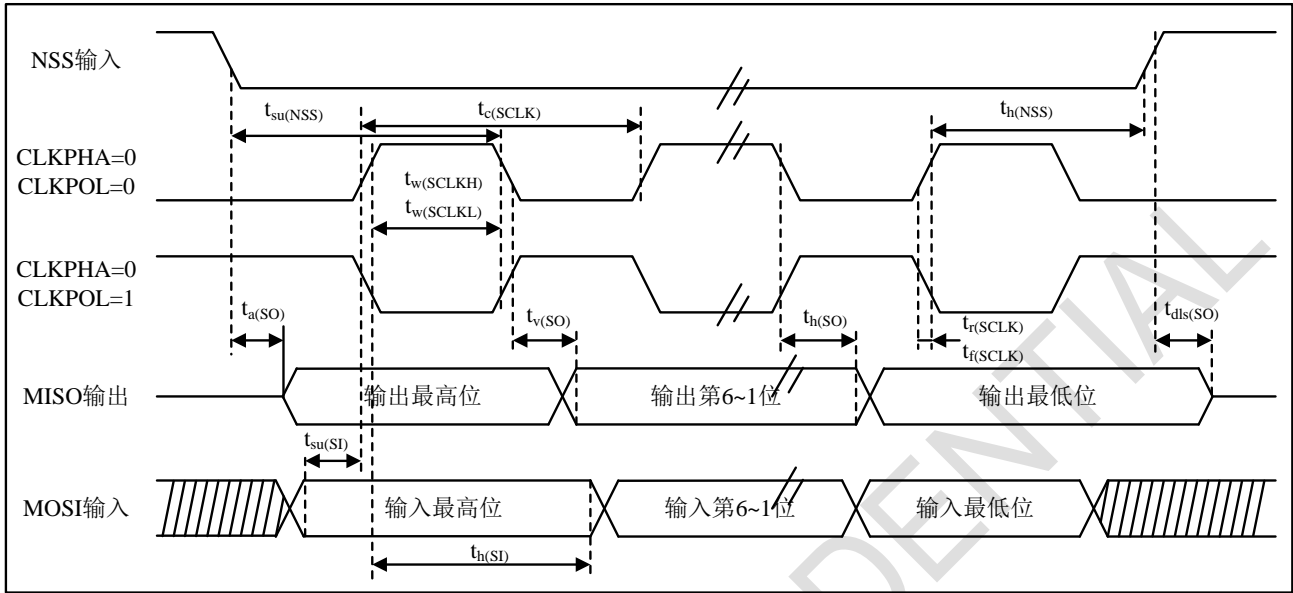 NSS输入
tsu(NSS)
tc(SCLK)
th(NSS)
CLKPHA=0
CLKPOL=0
tw(SCLKH)
tw(SCLKL)
CLKPHA=0
CLKPOL=1
ta(SO)
tv(SO)
th(SO)
tr(SCLK)
tf(SCLK)
tdls(SO)
MISO输出
输出最高位
输出第6~1位
输出最低位
tsu(SI)
MOSI输入
输入最高位
输入第6~1位
输入最低位
th(SI)
DENTIAL